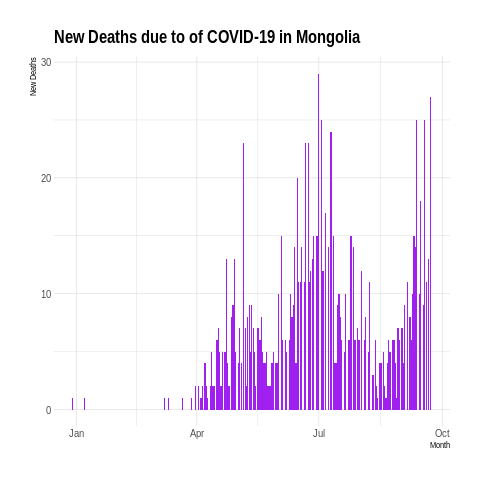 New Deaths due to of COVID-19 in Mongolia
New Deaths
30
20
10
0
Jan
Apr
Jul
Oct
Month